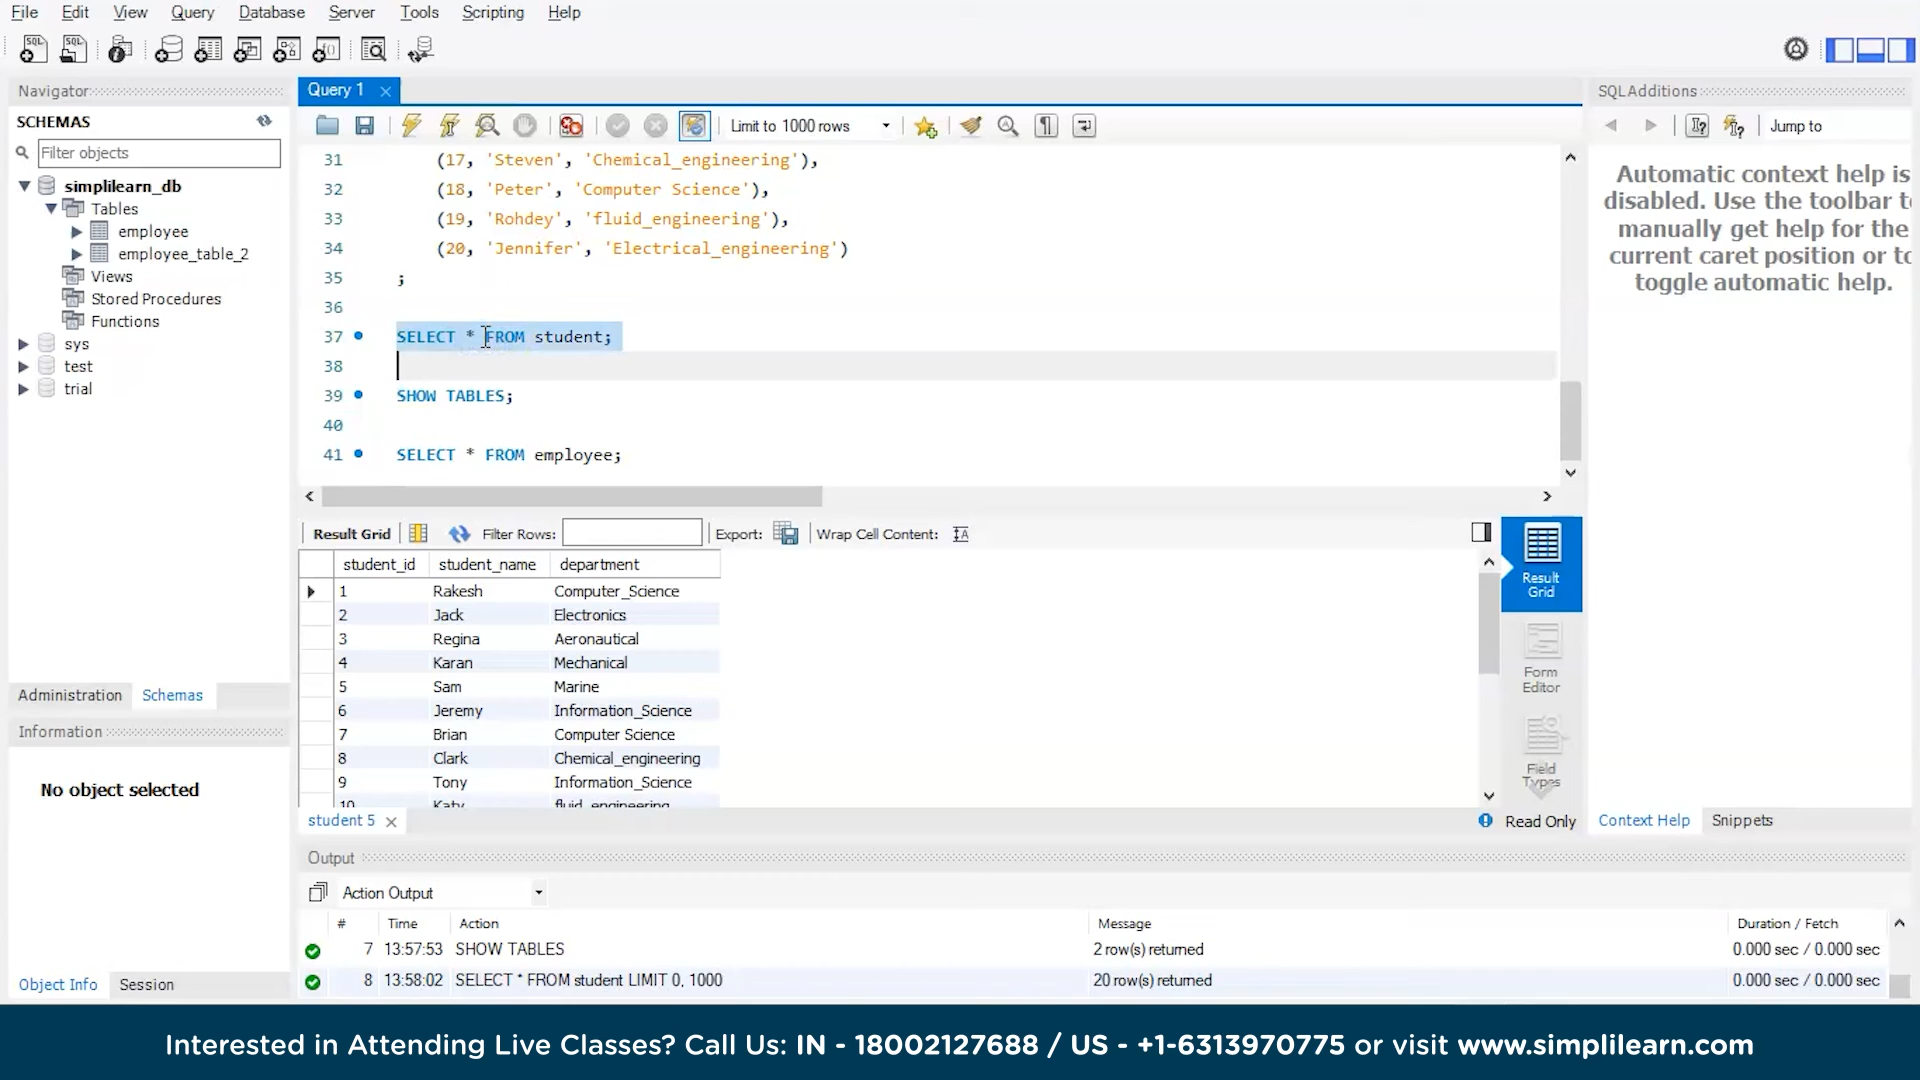 File Edit View Query Database Server Tools Scripting Help
SQL SQL
Navigator
SCHEMAS
Filter objects
simplilearn_db
Tables
employee
employee_table_2
Views
Stored Procedures
Functions
sys
test
trial
Administration Schemas
Information
No object selected
Object Info Session
Query 1
Limit to 1000 rows
31 (17, 'Steven', 'Chemical_engineering'),
32 (18, 'Peter', 'Computer Science'),
33 (19, 'Rohdey', 'fluid_engineering'),
34 (20, 'Jennifer', 'Electrical_engineering')
35 ;
36
37 SELECT * FROM student;
38
39 SHOW TABLES;
40
41 SELECT * FROM employee;
Result Grid Filter Rows: Export: Wrap Cell Content:
student_id student_name department
1 Rakesh Computer_Science
2 Jack Electronics
3 Regina Aeronautical
4 Karan Mechanical
5 Sam Marine
6 Jeremy Information_Science
7 Brian Computer Science
8 Clark Chemical_engineering
9 Tony Information_Science
10 Katy fluid_engineering
Result
Grid
Form
Editor
Field
Types
student 5
Read Only
SQLAdditions
Jump to
Automatic context help is
disabled. Use the toolbar to
manually get help for the
current caret position or to
toggle automatic help.
Context Help Snippets
Output
Action Output
# Time Action Message Duration / Fetch
7 13:57:53 SHOW TABLES 2 row(s) returned 0.000 sec / 0.000 sec
8 13:58:02 SELECT * FROM student LIMIT 0, 1000 20 row(s) returned 0.000 sec / 0.000 sec
Interested in Attending Live Classes? Call Us: IN - 18002127688 / US - +1-6313970775 or visit www.simplilearn.com